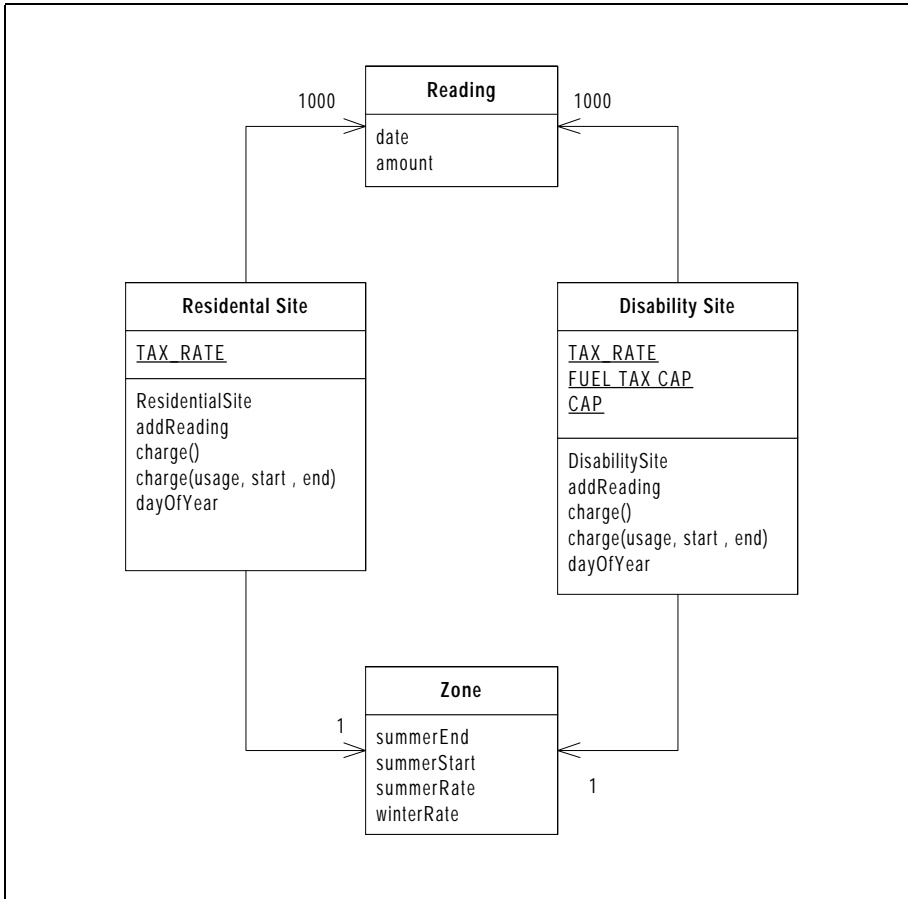 Reading
1000
1000
date
amount
Residental Site
TAX_RATE
ResidentialSite
addReading
charge()
charge(usage, start , end)
dayOfYear
Disability Site
TAX_RATE
FUEL TAX CAP
CAP
DisabilitySite
addReading
charge()
charge(usage, start , end)
dayOfYear
Zone
1
summerEnd
summerStart
summerRate
winterRate
1